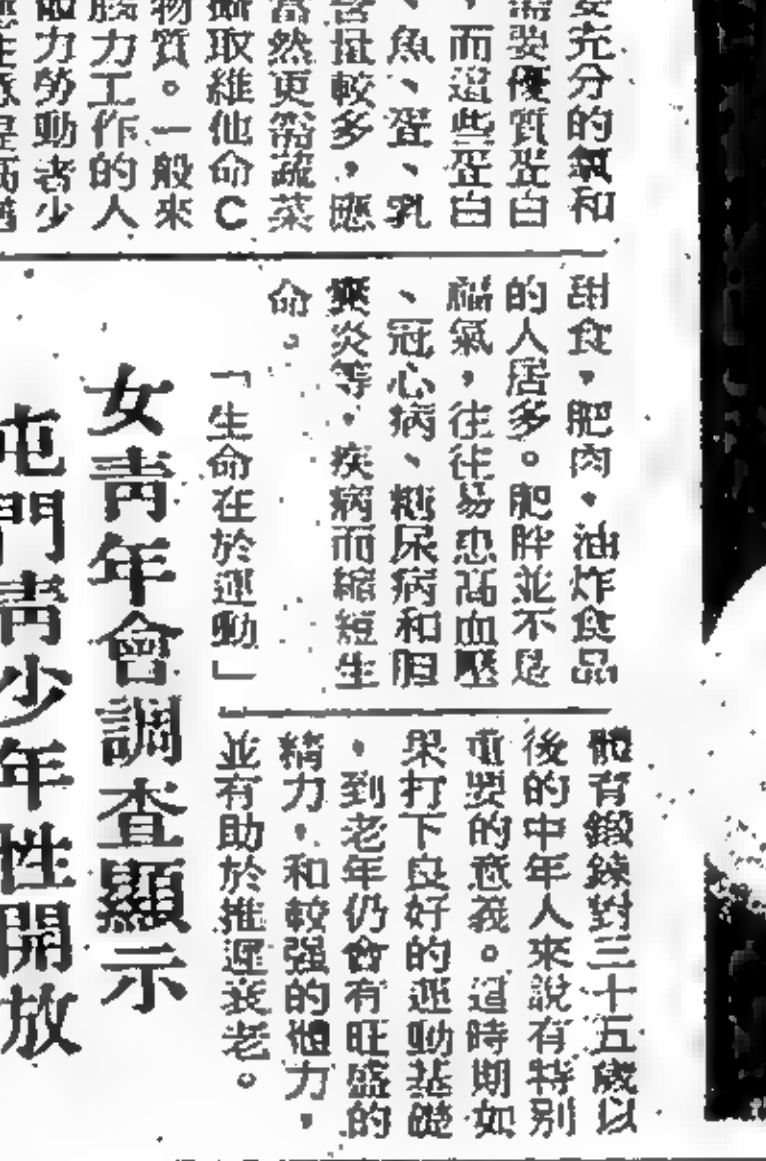 要充分的氧和
需要優質蛋白
，而這些蛋白
、魚、蛋、乳
含量較多，應
當然更需蔬菜
攝取維他命C
物質。一般來
腦力工作的人
體力勞動者少
甜食，肥肉，油炸食品
的人居多。肥胖並不是
福氣，往往易患高血壓
、冠心病、糖尿病和胆
囊炎等，疾病而縮短生
命。
「生命在於運動」
體育鍛鍊對三十五歲以
後的中年人來說有特別
重要的意義。這時期如
果打下良好的運動基礎
，到老年仍會有旺盛的
精力，和較强的體力，
並有助於推遲衰老。
女青年會調查顯示
屯門青少年性開放